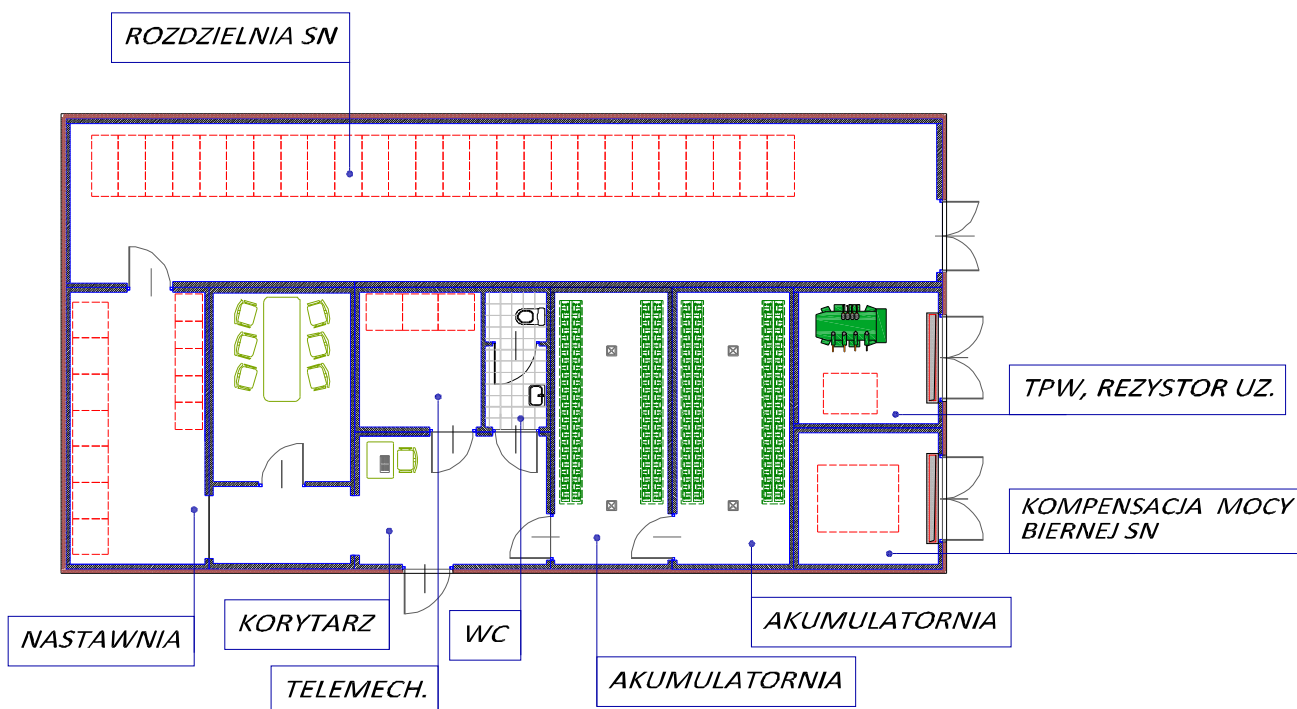 ROZDZIELNIA SN
TPW, REZYSTOR UZ.
KOMPENSACJA MOCY
BIERNEJ SN
NASTAWNIA
KORYTARZ
WC
AKUMULATORNIA
TELEMECH.
AKUMULATORNIA